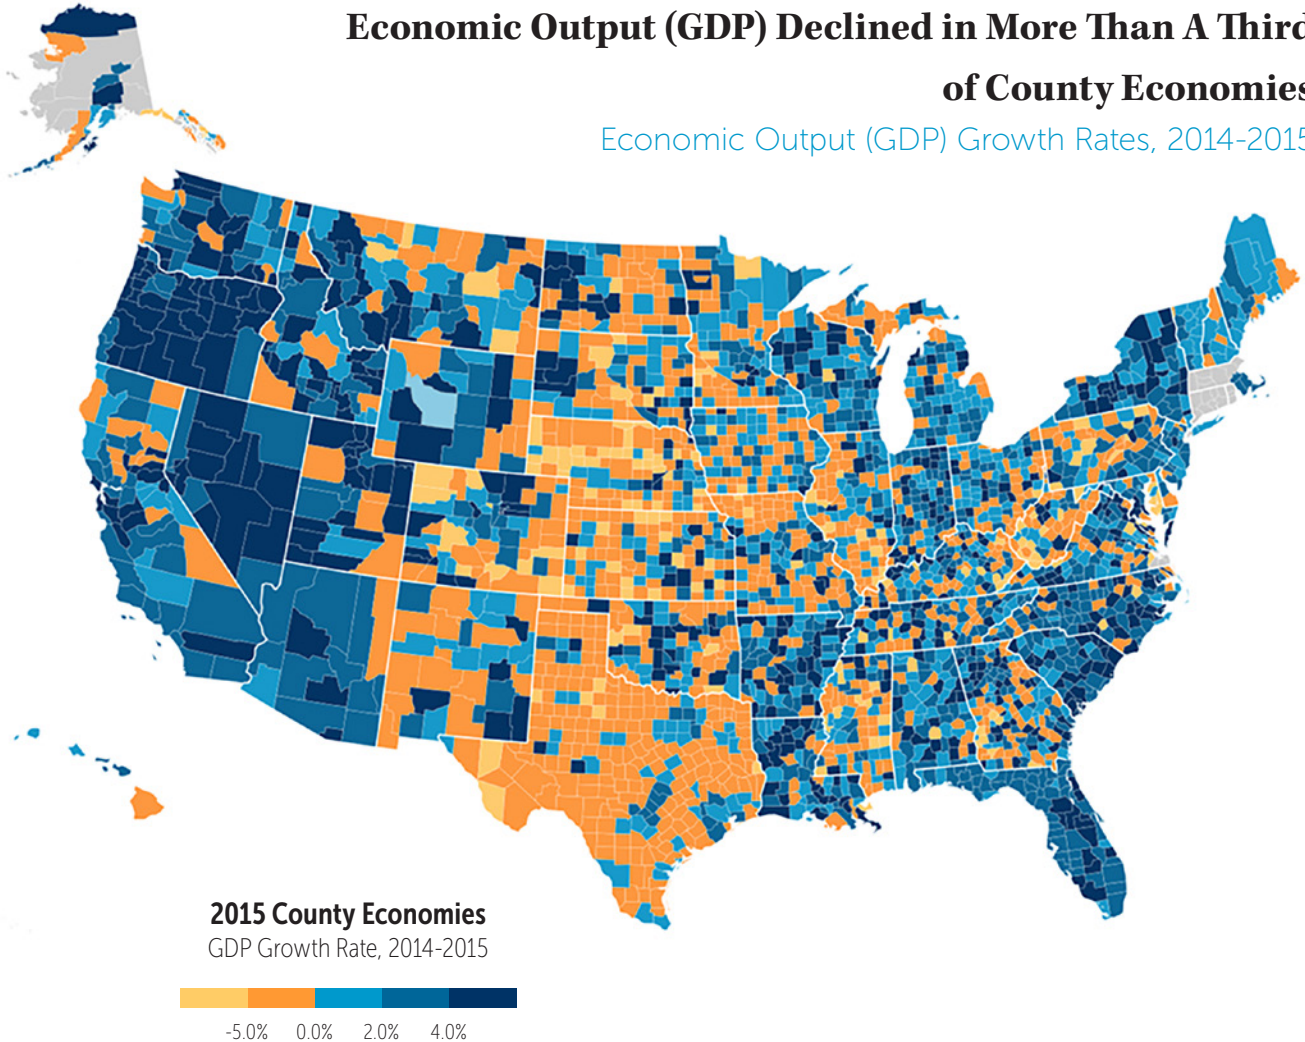 Economic Output (GDP) Declined in More Than A Third
of County Economies
Economic Output (GDP) Growth Rates, 2014-2015
2015 County Economies
GDP Growth Rate, 2014-2015
-5.0% 0.0% 2.0% 4.0%